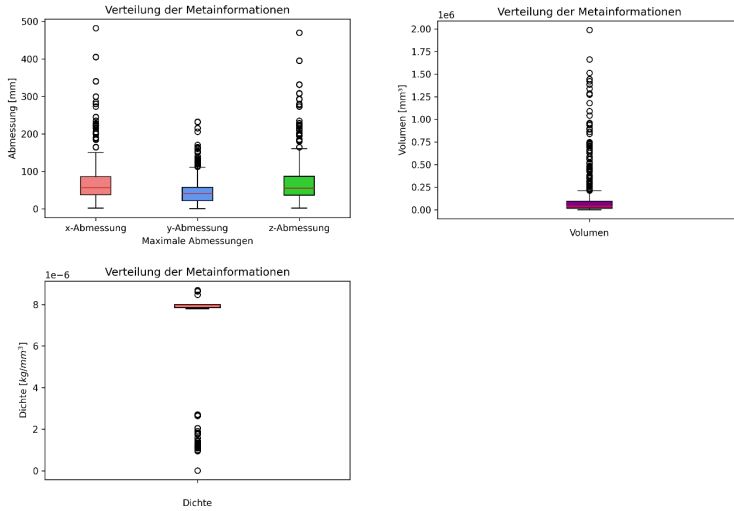 Verteilung der Metainformationen
500
400
300
200
100
0
Abmessung [mm]
x-Abmessung
y-Abmessung
z-Abmessung
Maximale Abmessungen
Verteilung der Metainformationen
1e6
2.00
1.75
1.50
1.25
1.00
0.75
0.50
0.25
0.00
Volumen [mm³]
Volumen
Verteilung der Metainformationen
1e−6
8
6
4
2
0
Dichte [kg/mm³]
Dichte